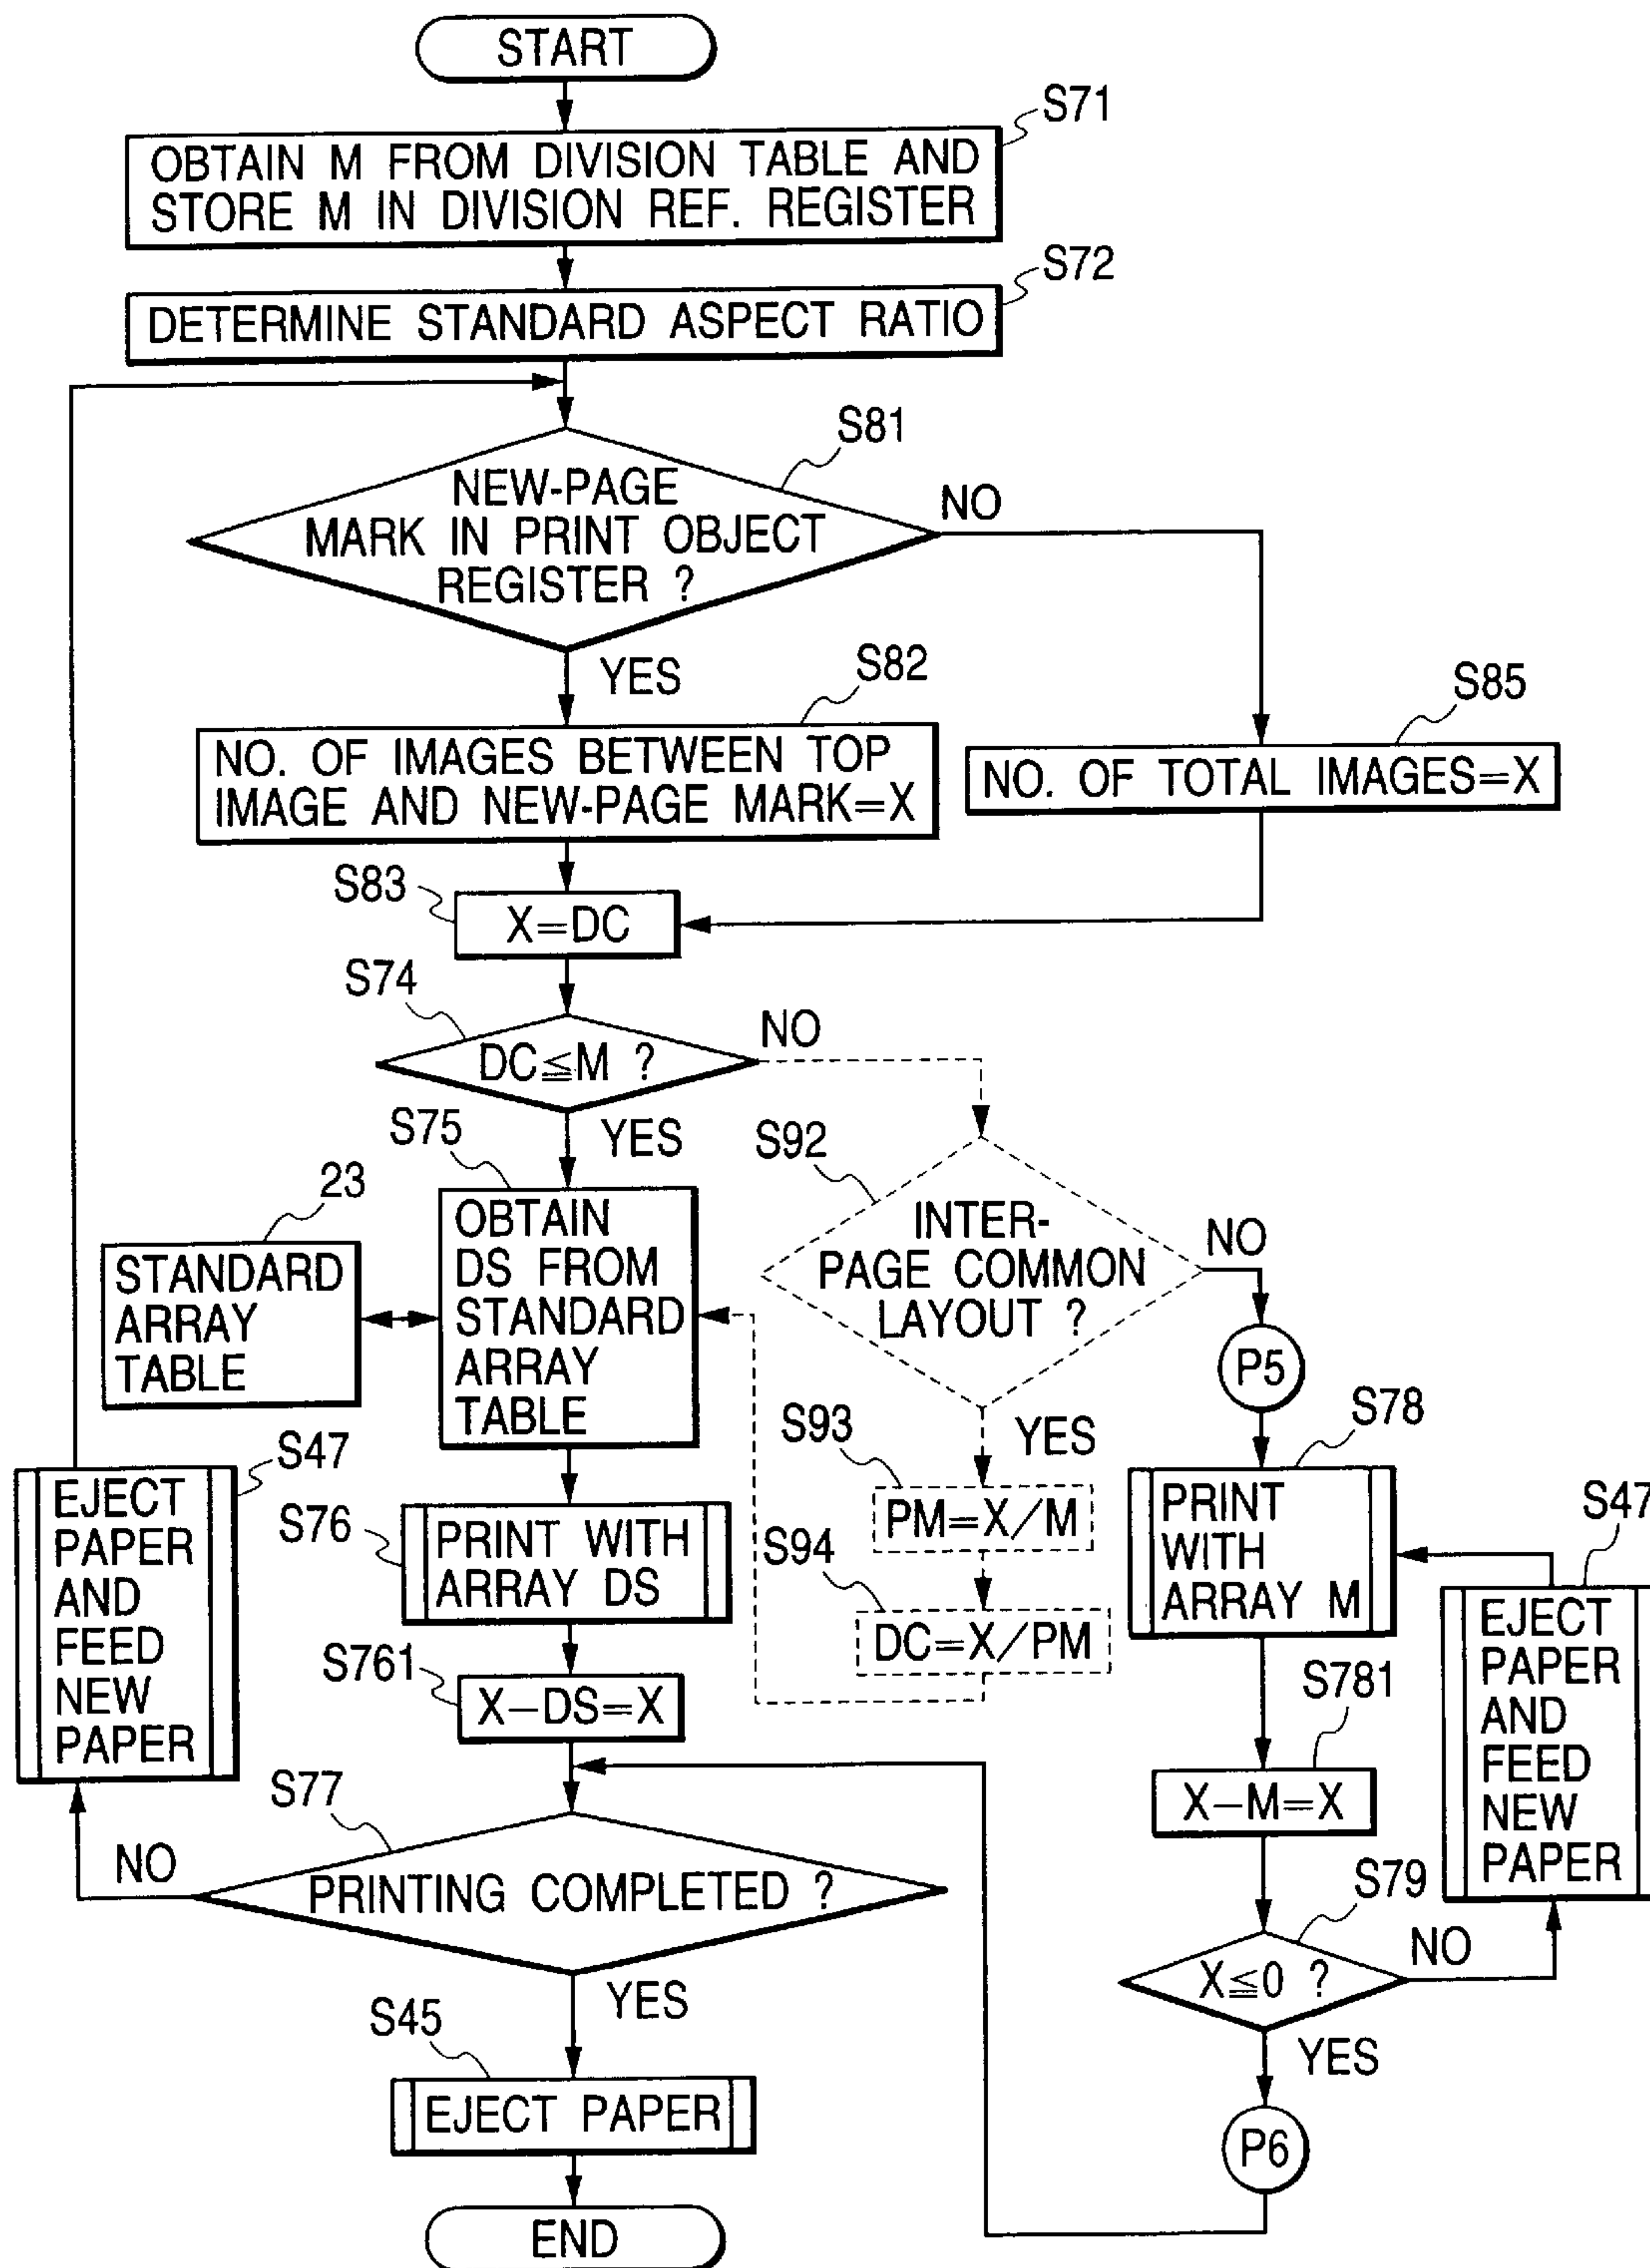 START
S71
OBTAIN M FROM DIVISION TABLE AND
STORE M IN DIVISION REF. REGISTER
S72
DETERMINE STANDARD ASPECT RATIO
S81
NEW-PAGE
MARK IN PRINT OBJECT
REGISTER ?
NO
YES
S82
NO. OF IMAGES BETWEEN TOP
IMAGE AND NEW-PAGE MARK=X
S85
NO. OF TOTAL IMAGES=X
S83
X=DC
S74
DC≦M ?
NO
YES
S75
OBTAIN
DS FROM
STANDARD
ARRAY
TABLE
23
STANDARD
ARRAY
TABLE
S92
INTER-
PAGE COMMON
LAYOUT ?
NO
P5
YES
S93
PM=X/M
S94
DC=X/PM
S47
EJECT
PAPER
AND
FEED
NEW
PAPER
S76
PRINT WITH
ARRAY DS
S761
X-DS=X
S78
PRINT
WITH
ARRAY M
S47
EJECT
PAPER
AND
FEED
NEW
PAPER
S781
X-M=X
S77
PRINTING COMPLETED ?
NO
YES
S79
X≦0 ?
NO
YES
P6
S45
EJECT PAPER
END